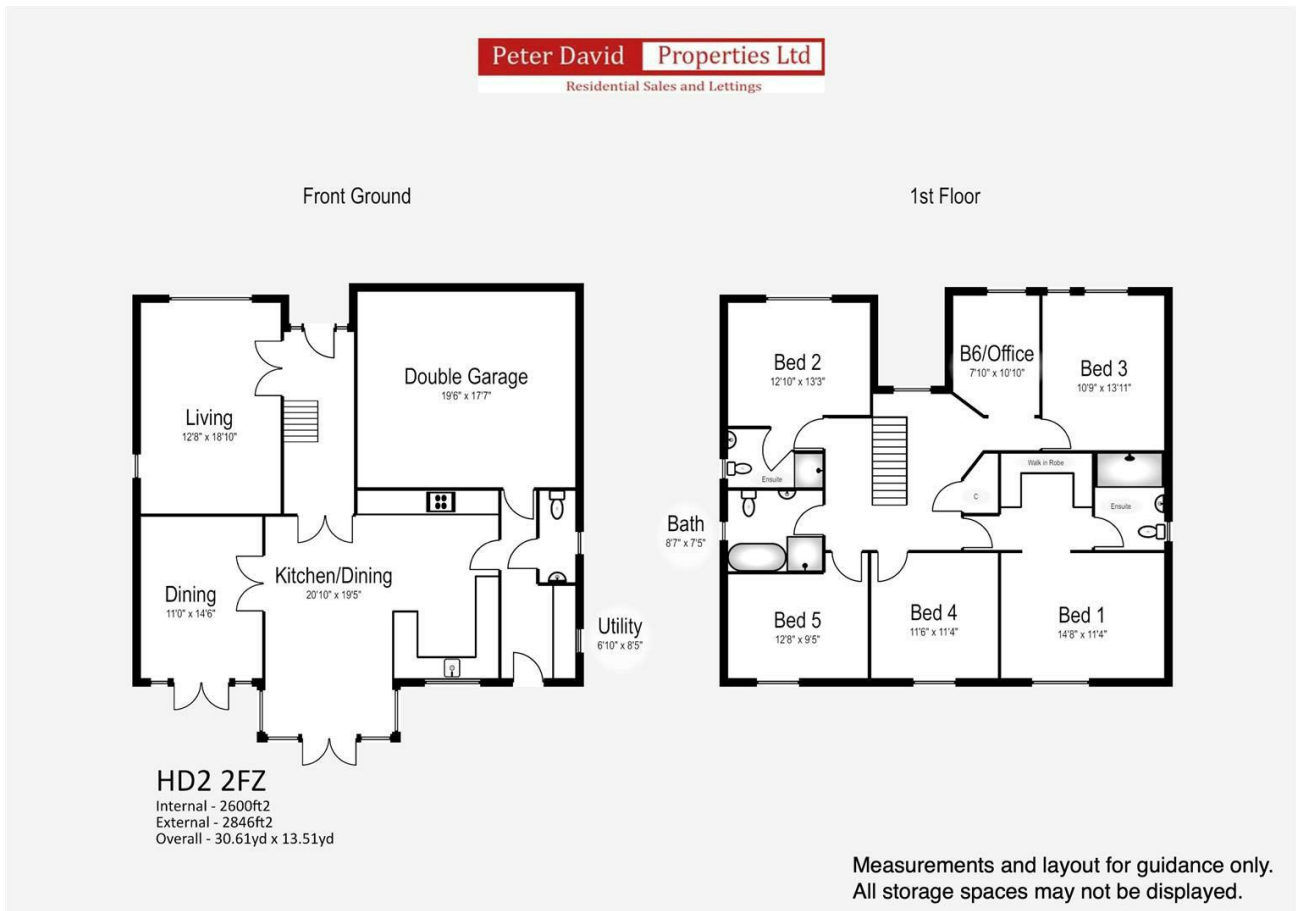 Peter David Properties Ltd
Residential Sales and Lettings
Front Ground
1st Floor
Living
12'8" x 18'10"
Double Garage
19'6" x 17'7"
Dining
11'0" x 14'6"
Kitchen/Dining
20'10" x 19'5"
Utility
6'10" x 8'5"
Bed 2
12'10" x 13'3"
B6/Office
7'10" x 10'10"
Bed 3
10'9" x 13'11"
Ensuite
Walk in Robe
C
Ensuite
Bath
8'7" x 7'5"
Bed 5
12'8" x 9'5"
Bed 4
11'6" x 11'4"
Bed 1
14'8" x 11'4"
HD2 2FZ
Internal - 2600ft2
External - 2846ft2
Overall - 30.61yd x 13.51yd
Measurements and layout for guidance only.
All storage spaces may not be displayed.